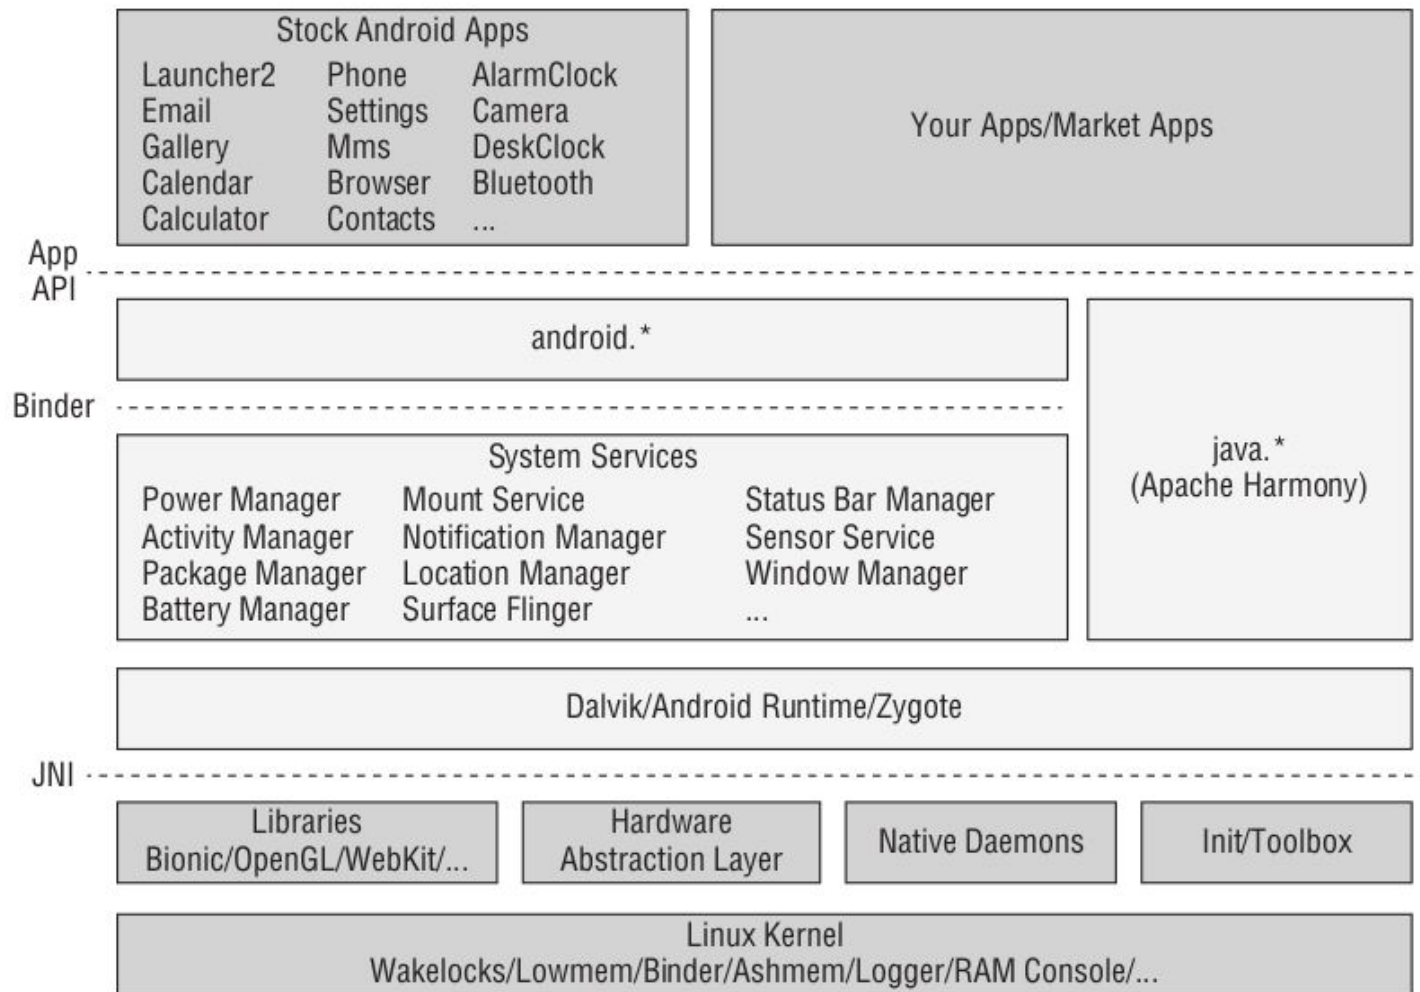 Stock Android Apps
Launcher2 Phone AlarmClock
Email Settings Camera
Gallery Mms DeskClock
Calendar Browser Bluetooth
Calculator Contacts ...
Your Apps/Market Apps
App
API
android.*
Binder
java.*
(Apache Harmony)
System Services
Power Manager Mount Service Status Bar Manager
Activity Manager Notification Manager Sensor Service
Package Manager Location Manager Window Manager
Battery Manager Surface Flinger ...
Dalvik/Android Runtime/Zygote
JNI
Libraries
Bionic/OpenGL/WebKit/...
Hardware
Abstraction Layer
Native Daemons
Init/Toolbox
Linux Kernel
Wakelocks/Lowmem/Binder/Ashmem/Logger/RAM Console/...